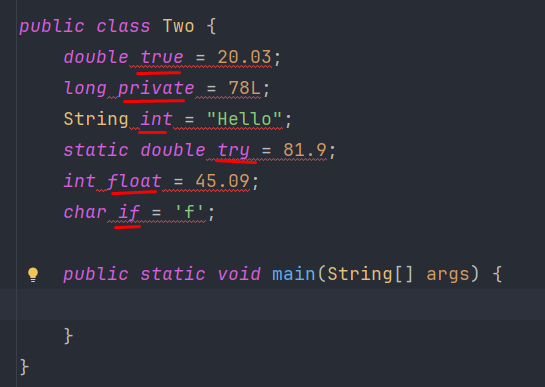 public class Two {
double true = 20.03;
long private = 78L;
String int = "Hello";
static double try = 81.9;
int float = 45.09;
char if = 'f';
public static void main(String[] args) {
}
}